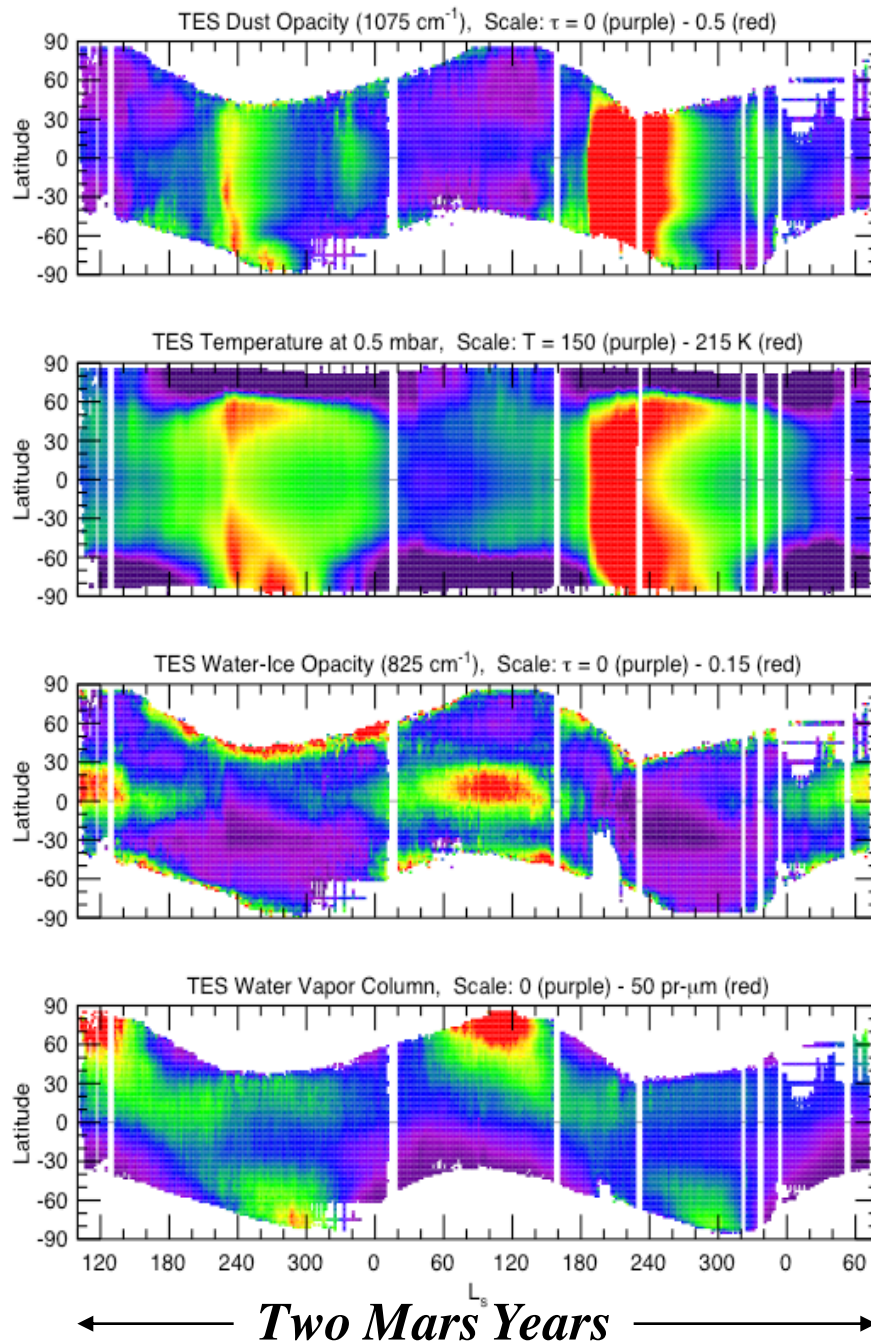 TES Dust Opacity (1075 cm⁻¹), Scale: τ = 0 (purple) - 0.5 (red)
90
60
30
0
-30
-60
-90
Latitude
TES Temperature at 0.5 mbar, Scale: T = 150 (purple) - 215 K (red)
90
60
30
0
-30
-60
-90
Latitude
TES Water-Ice Opacity (825 cm⁻¹), Scale: τ = 0 (purple) - 0.15 (red)
90
60
30
0
-30
-60
-90
Latitude
TES Water Vapor Column, Scale: 0 (purple) - 50 pr-μm (red)
90
60
30
0
-30
-60
-90
Latitude
120 180 240 300 0 60 120 180 240 300 0 60
Lₛ
Two Mars Years